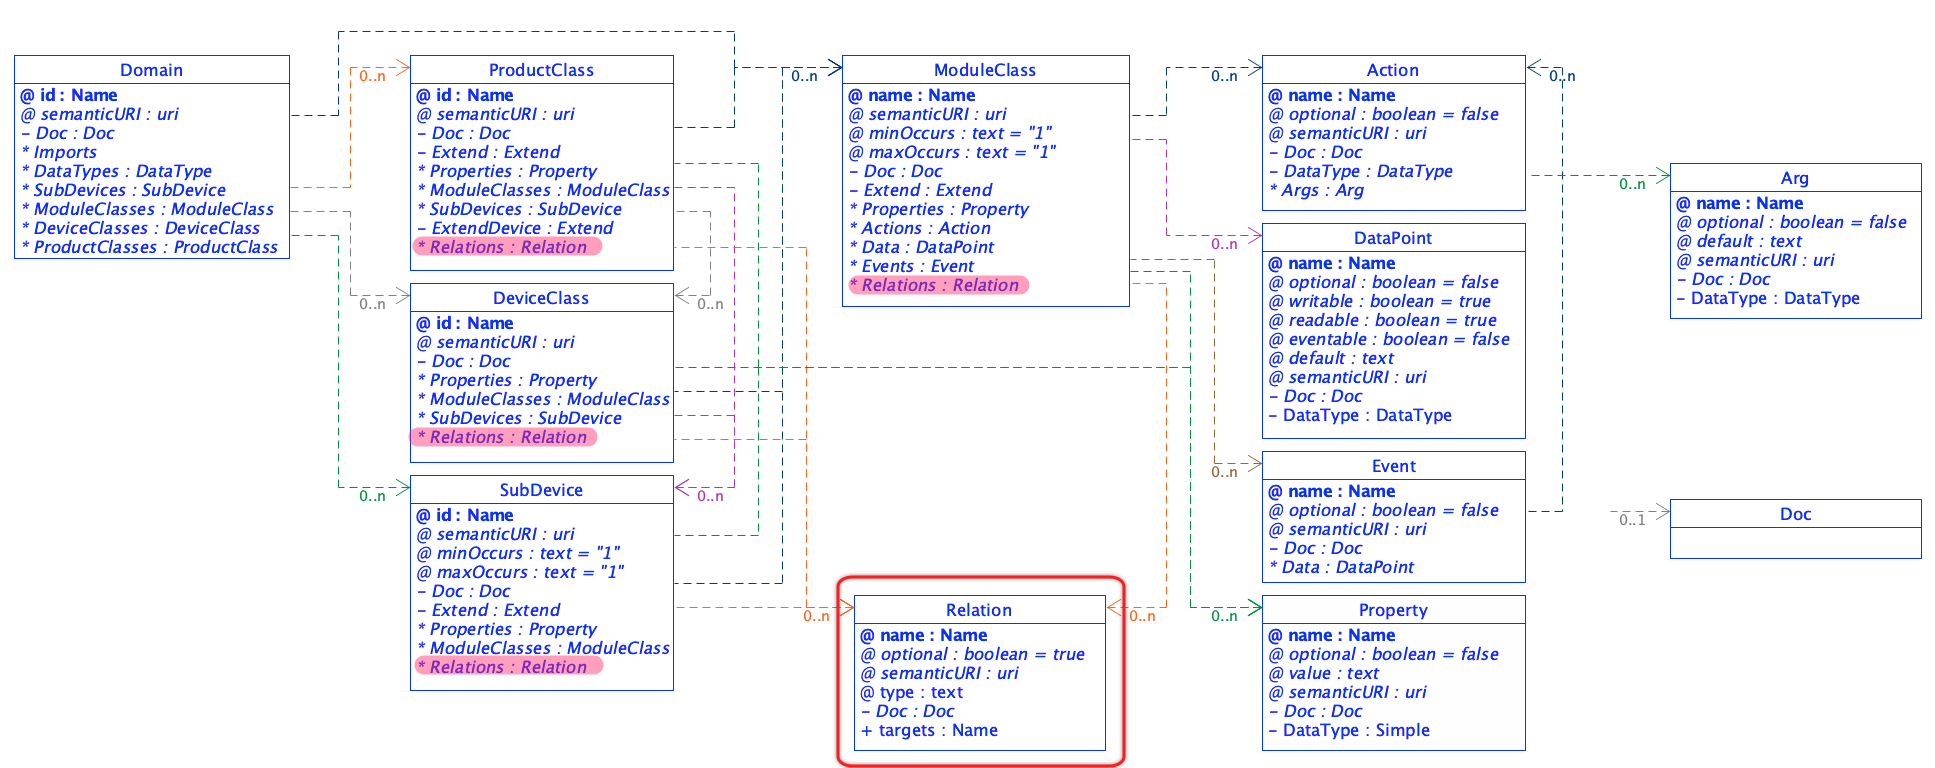 Domain
@ id : Name
@ semanticURI : uri
- Doc : Doc
* Imports
* DataTypes : DataType
* SubDevices : SubDevice
* ModuleClasses : ModuleClass
* DeviceClasses : DeviceClass
* ProductClasses : ProductClass
0..n
0..n
0..n
ProductClass
@ id : Name
@ semanticURI : uri
- Doc : Doc
- Extend : Extend
* Properties : Property
* ModuleClasses : ModuleClass
* SubDevices : SubDevice
- ExtendDevice : Extend
* Relations : Relation
0..n
DeviceClass
@ id : Name
@ semanticURI : uri
- Doc : Doc
* Properties : Property
* ModuleClasses : ModuleClass
* SubDevices : SubDevice
* Relations : Relation
0..n
SubDevice
@ id : Name
@ semanticURI : uri
@ minOccurs : text = "1"
@ maxOccurs : text = "1"
- Doc : Doc
- Extend : Extend
* Properties : Property
* ModuleClasses : ModuleClass
* Relations : Relation
0..n
ModuleClass
@ name : Name
@ semanticURI : uri
@ minOccurs : text = "1"
@ maxOccurs : text = "1"
- Doc : Doc
- Extend : Extend
* Properties : Property
* Actions : Action
* Data : DataPoint
* Events : Event
* Relations : Relation
0..n
Relation
@ name : Name
@ optional : boolean = true
@ semanticURI : uri
@ type : text
- Doc : Doc
+ targets : Name
0..n
0..n
Action
@ name : Name
@ optional : boolean = false
@ semanticURI : uri
- Doc : Doc
- DataType : DataType
* Args : Arg
0..n
0..n
DataPoint
@ name : Name
@ optional : boolean = false
@ writable : boolean = true
@ readable : boolean = true
@ eventable : boolean = false
@ default : text
@ semanticURI : uri
- Doc : Doc
- DataType : DataType
0..n
Event
@ name : Name
@ optional : boolean = false
@ semanticURI : uri
- Doc : Doc
* Data : DataPoint
0..n
Property
@ name : Name
@ optional : boolean = false
@ value : text
@ semanticURI : uri
- Doc : Doc
- DataType : Simple
0..n
Arg
@ name : Name
@ optional : boolean = false
@ default : text
@ semanticURI : uri
- Doc : Doc
- DataType : DataType
0..1
Doc